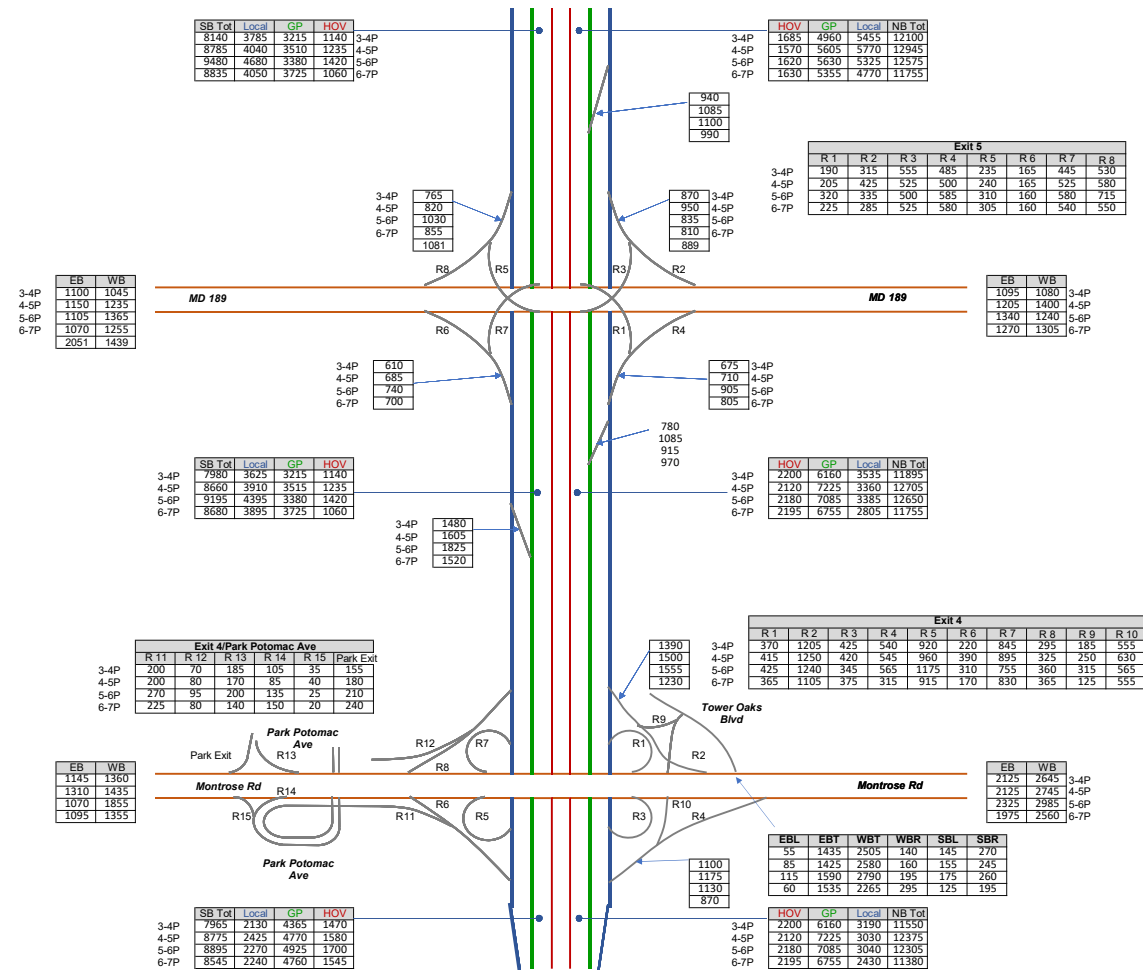 SB Tot Local GP HOV
8140 3785 3215 1140 3-4P
8785 4040 3510 1235 4-5P
9480 4680 3380 1420 5-6P
8835 4050 3725 1060 6-7P
HOV GP Local NB Tot
3-4P 1685 4960 5455 12100
4-5P 1570 5605 5770 12945
5-6P 1620 5630 5325 12575
6-7P 1630 5355 4770 11755
940
1085
1100
990
Exit 5
R 1 R 2 R 3 R 4 R 5 R 6 R 7 R 8
3-4P 190 315 555 485 235 165 445 530
4-5P 205 425 525 500 240 165 525 580
5-6P 320 335 500 585 310 160 580 715
6-7P 225 285 525 580 305 160 540 550
3-4P 765
4-5P 820
5-6P 1030
6-7P 855
1081
870 3-4P
950 4-5P
835 5-6P
810 6-7P
889
R8 R5 R3 R2
EB WB
3-4P 1100 1045
4-5P 1150 1235
5-6P 1105 1365
6-7P 1070 1255
2051 1439
MD 189
MD 189
EB WB
1095 1080 3-4P
1205 1400 4-5P
1340 1240 5-6P
1270 1305 6-7P
R6 R7 R1 R4
3-4P 610
4-5P 685
5-6P 740
6-7P 700
675 3-4P
710 4-5P
905 5-6P
805 6-7P
780
1085
915
970
SB Tot Local GP HOV
3-4P 7980 3625 3215 1140
4-5P 8660 3910 3515 1235
5-6P 9195 4395 3380 1420
6-7P 8680 3895 3725 1060
HOV GP Local NB Tot
3-4P 2200 6160 3535 11895
4-5P 2120 7225 3360 12705
5-6P 2180 7085 3385 12650
6-7P 2195 6755 2805 11755
3-4P 1480
4-5P 1605
5-6P 1825
6-7P 1520
Exit 4/Park Potomac Ave
R 11 R 12 R 13 R 14 R 15 Park Exit
3-4P 200 70 185 105 35 155
4-5P 200 80 170 85 40 180
5-6P 270 95 200 135 25 210
6-7P 225 80 140 150 20 240
1390
1500
1555
1230
Exit 4
R 1 R 2 R 3 R 4 R 5 R 6 R 7 R 8 R 9 R 10
3-4P 370 1205 425 545 920 220 845 295 185 555
4-5P 415 1250 420 545 960 390 895 325 250 630
5-6P 425 1240 345 565 1175 310 755 360 315 565
6-7P 365 1105 375 315 915 170 830 365 125 555
Tower Oaks
Blvd
Park Potomac
Ave
Park Exit R13 R12 R8 R7 R1 R9 R2
EB WB
1145 1360
1310 1435
1070 1855
1095 1355
Montrose Rd
Montrose Rd
EB WB
2125 2645 3-4P
2125 2745 4-5P
2325 2985 5-6P
1975 2560 6-7P
R14 R15 R11 R6 R5 R3 R10 R4
Park Potomac
Ave
EBL EBT WBT WBR SBL SBR
55 1435 2505 140 145 270
85 1425 2580 160 155 245
115 1590 2790 195 175 260
60 1535 2265 295 125 195
1100
1175
1130
870
SB Tot Local GP HOV
3-4P 7965 2130 4365 1470
4-5P 8775 2425 4770 1580
5-6P 8895 2270 4925 1700
6-7P 8545 2240 4760 1545
HOV GP Local NB Tot
3-4P 2200 6160 3190 11550
4-5P 2120 7225 3030 12375
5-6P 2180 7085 3040 12305
6-7P 2195 6755 2430 11380